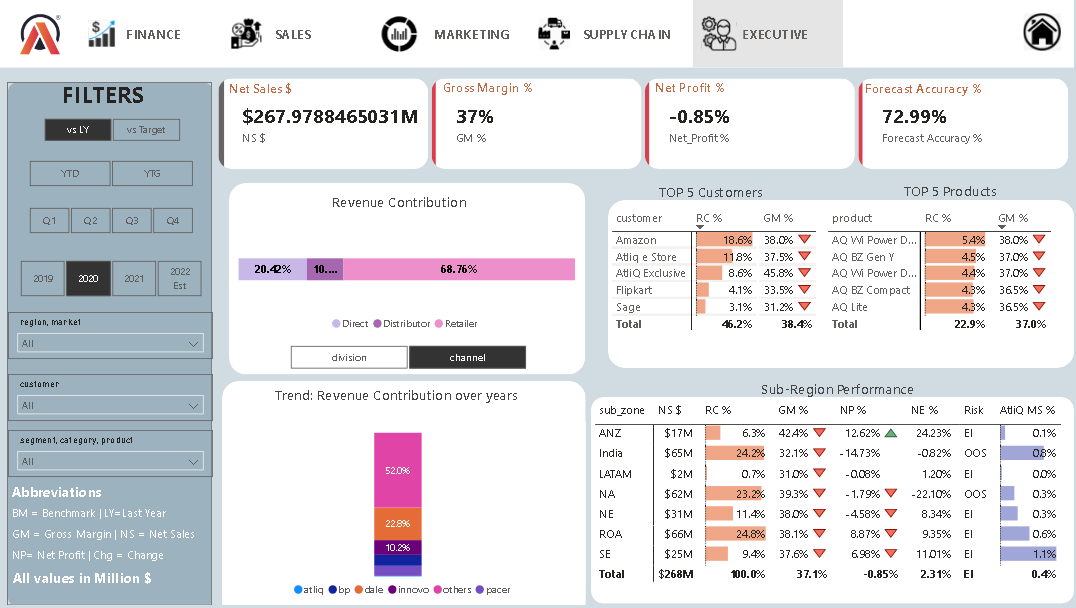 FINANCE
SALES
MARKETING
SUPPLY CHAIN
EXECUTIVE
FILTERS
vs LY
vs Target
YTD
YTG
Q1
Q2
Q3
Q4
2019
2020
2021
2022
Est
region, market
All
customer
All
segment, category, product
All
Abbreviations
BM = Benchmark | LY=Last Year
GM = Gross Margin | NS = Net Sales
NP= Net Profit | Chg = Change
All values in Million $
Net Sales $
$267.9788465031M
NS $
Gross Margin %
37%
GM %
Net Profit %
-0.85%
Net_Profit %
Forecast Accuracy %
72.99%
Forecast Accuracy %
Revenue Contribution
20.42% 10.... 68.76%
Direct Distributor Retailer
division
channel
TOP 5 Customers
customer RC % GM %
Amazon 18.6% 38.0%
Atliq e Store 11.8% 37.5%
AtliQ Exclusive 8.6% 45.8%
Flipkart 4.1% 33.5%
Sage 3.1% 31.2%
Total 46.2% 38.4%
TOP 5 Products
product RC % GM %
AQ Wi Power D... 5.4% 38.0%
AQ BZ Gen Y 4.5% 37.0%
AQ Wi Power D... 4.4% 37.0%
AQ BZ Compact 4.3% 36.5%
AQ Lite 4.3% 36.5%
Total 22.9% 37.0%
Trend: Revenue Contribution over years
52.0%
22.8%
10.2%
atliq bp dale innovo others pacer
Sub-Region Performance
sub_zone NS $ RC % GM % NP % NE % Risk AtliQ MS %
ANZ $17M 6.3% 42.4% 12.62% 24.23% EI 0.1%
India $65M 24.2% 32.1% -14.73% -0.82% OOS 0.8%
LATAM $2M 0.7% 31.0% -0.08% 1.20% EI 0.0%
NA $62M 23.2% 39.3% -1.79% -22.10% OOS 0.3%
NE $31M 11.4% 38.0% -4.58% 8.34% EI 0.3%
ROA $66M 24.8% 38.1% 8.87% 9.35% EI 0.6%
SE $25M 9.4% 37.6% 6.98% 11.01% EI 1.1%
Total $268M 100.0% 37.1% -0.85% 2.31% EI 0.4%